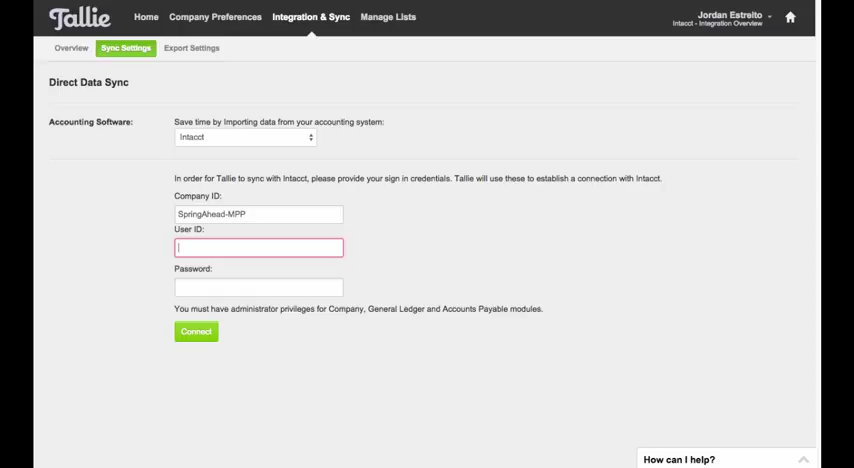 Tallie
Home Company Preferences Integration & Sync Manage Lists
Jordan Estreito
Intacct - Integration Overview
Overview Sync Settings Export Settings
Direct Data Sync
Accounting Software: Save time by Importing data from your accounting system:
Intacct
In order for Tallie to sync with Intacct, please provide your sign in credentials. Tallie will use these to establish a connection with Intacct.
Company ID:
SpringAhead-MPP
User ID:
Password:
You must have administrator privileges for Company, General Ledger and Accounts Payable modules.
Connect
How can I help?